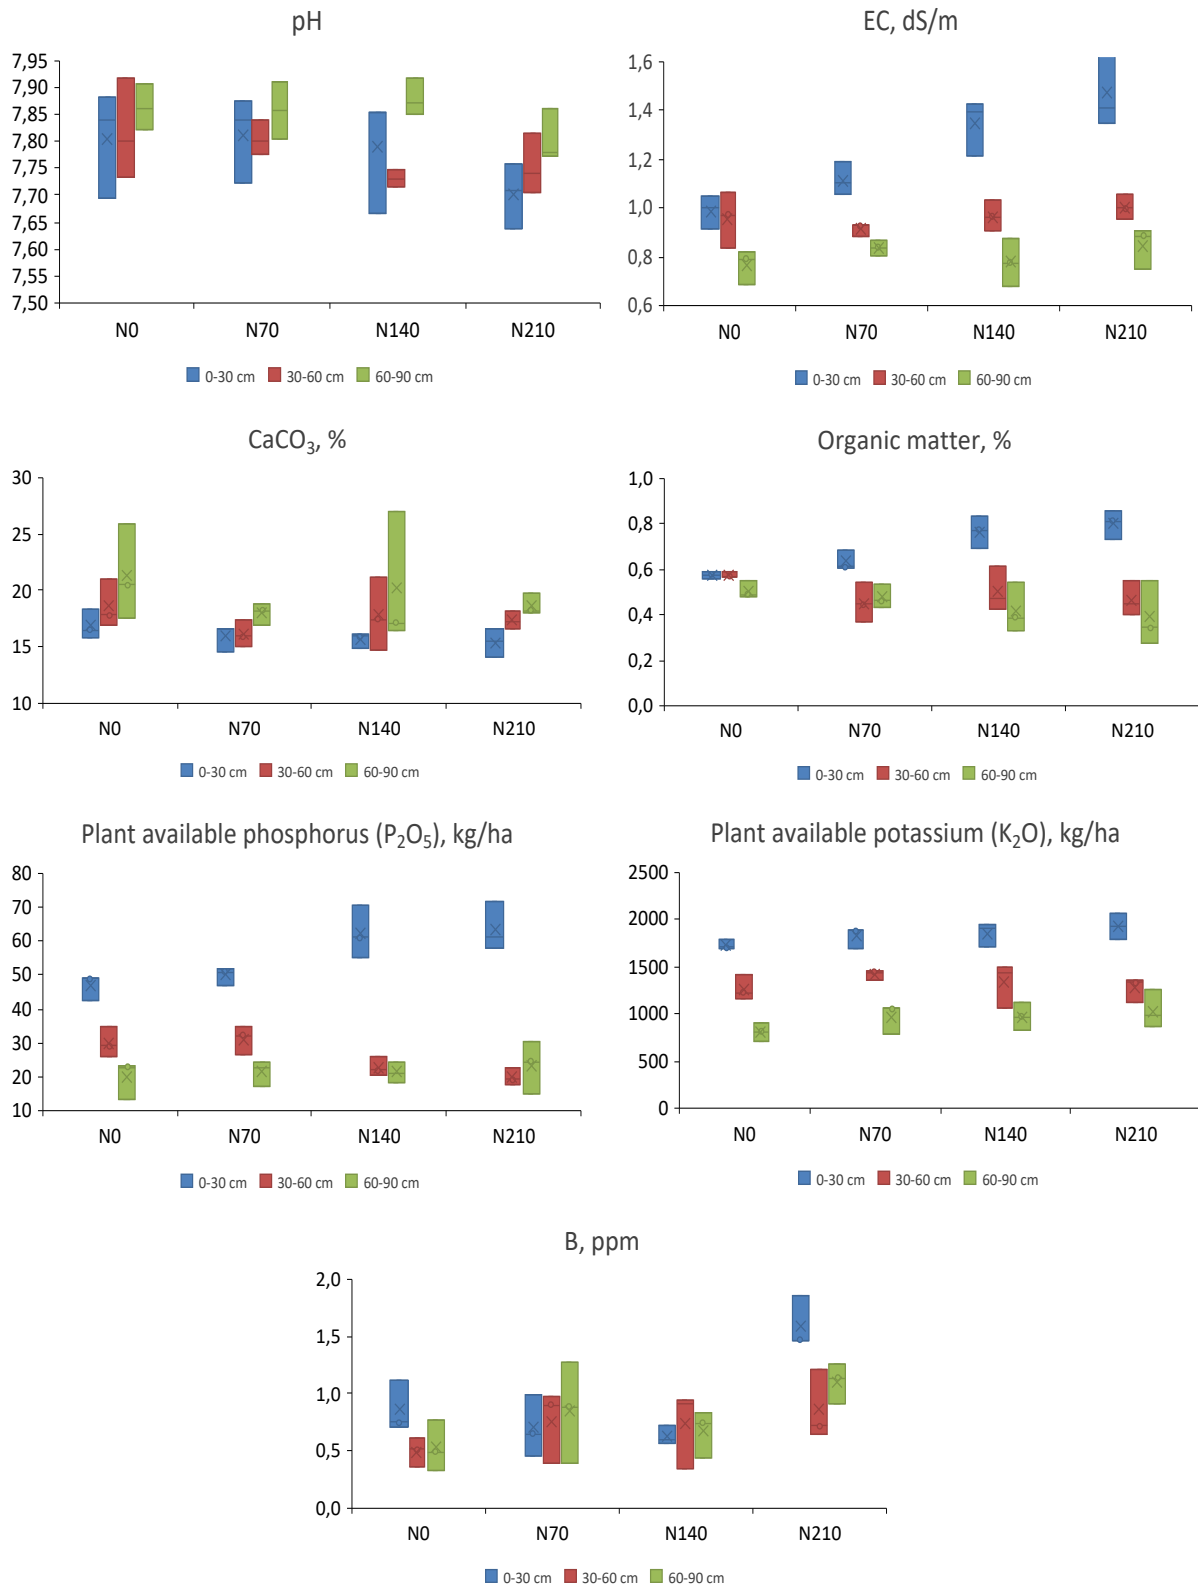 pH
7,95
7,90
7,85
7,80
7,75
7,70
7,65
7,60
7,55
7,50
N0 N70 N140 N210
0-30 cm 30-60 cm 60-90 cm
EC, dS/m
1,6
1,4
1,2
1,0
0,8
0,6
N0 N70 N140 N210
0-30 cm 30-60 cm 60-90 cm
CaCO₃, %
30
25
20
15
10
N0 N70 N140 N210
0-30 cm 30-60 cm 60-90 cm
Organic matter, %
1,0
0,8
0,6
0,4
0,2
0,0
N0 N70 N140 N210
0-30 cm 30-60 cm 60-90 cm
Plant available phosphorus (P₂O₅), kg/ha
80
70
60
50
40
30
20
10
N0 N70 N140 N210
0-30 cm 30-60 cm 60-90 cm
Plant available potassium (K₂O), kg/ha
2500
2000
1500
1000
500
0
N0 N70 N140 N210
0-30 cm 30-60 cm 60-90 cm
B, ppm
2,0
1,5
1,0
0,5
0,0
N0 N70 N140 N210
0-30 cm 30-60 cm 60-90 cm